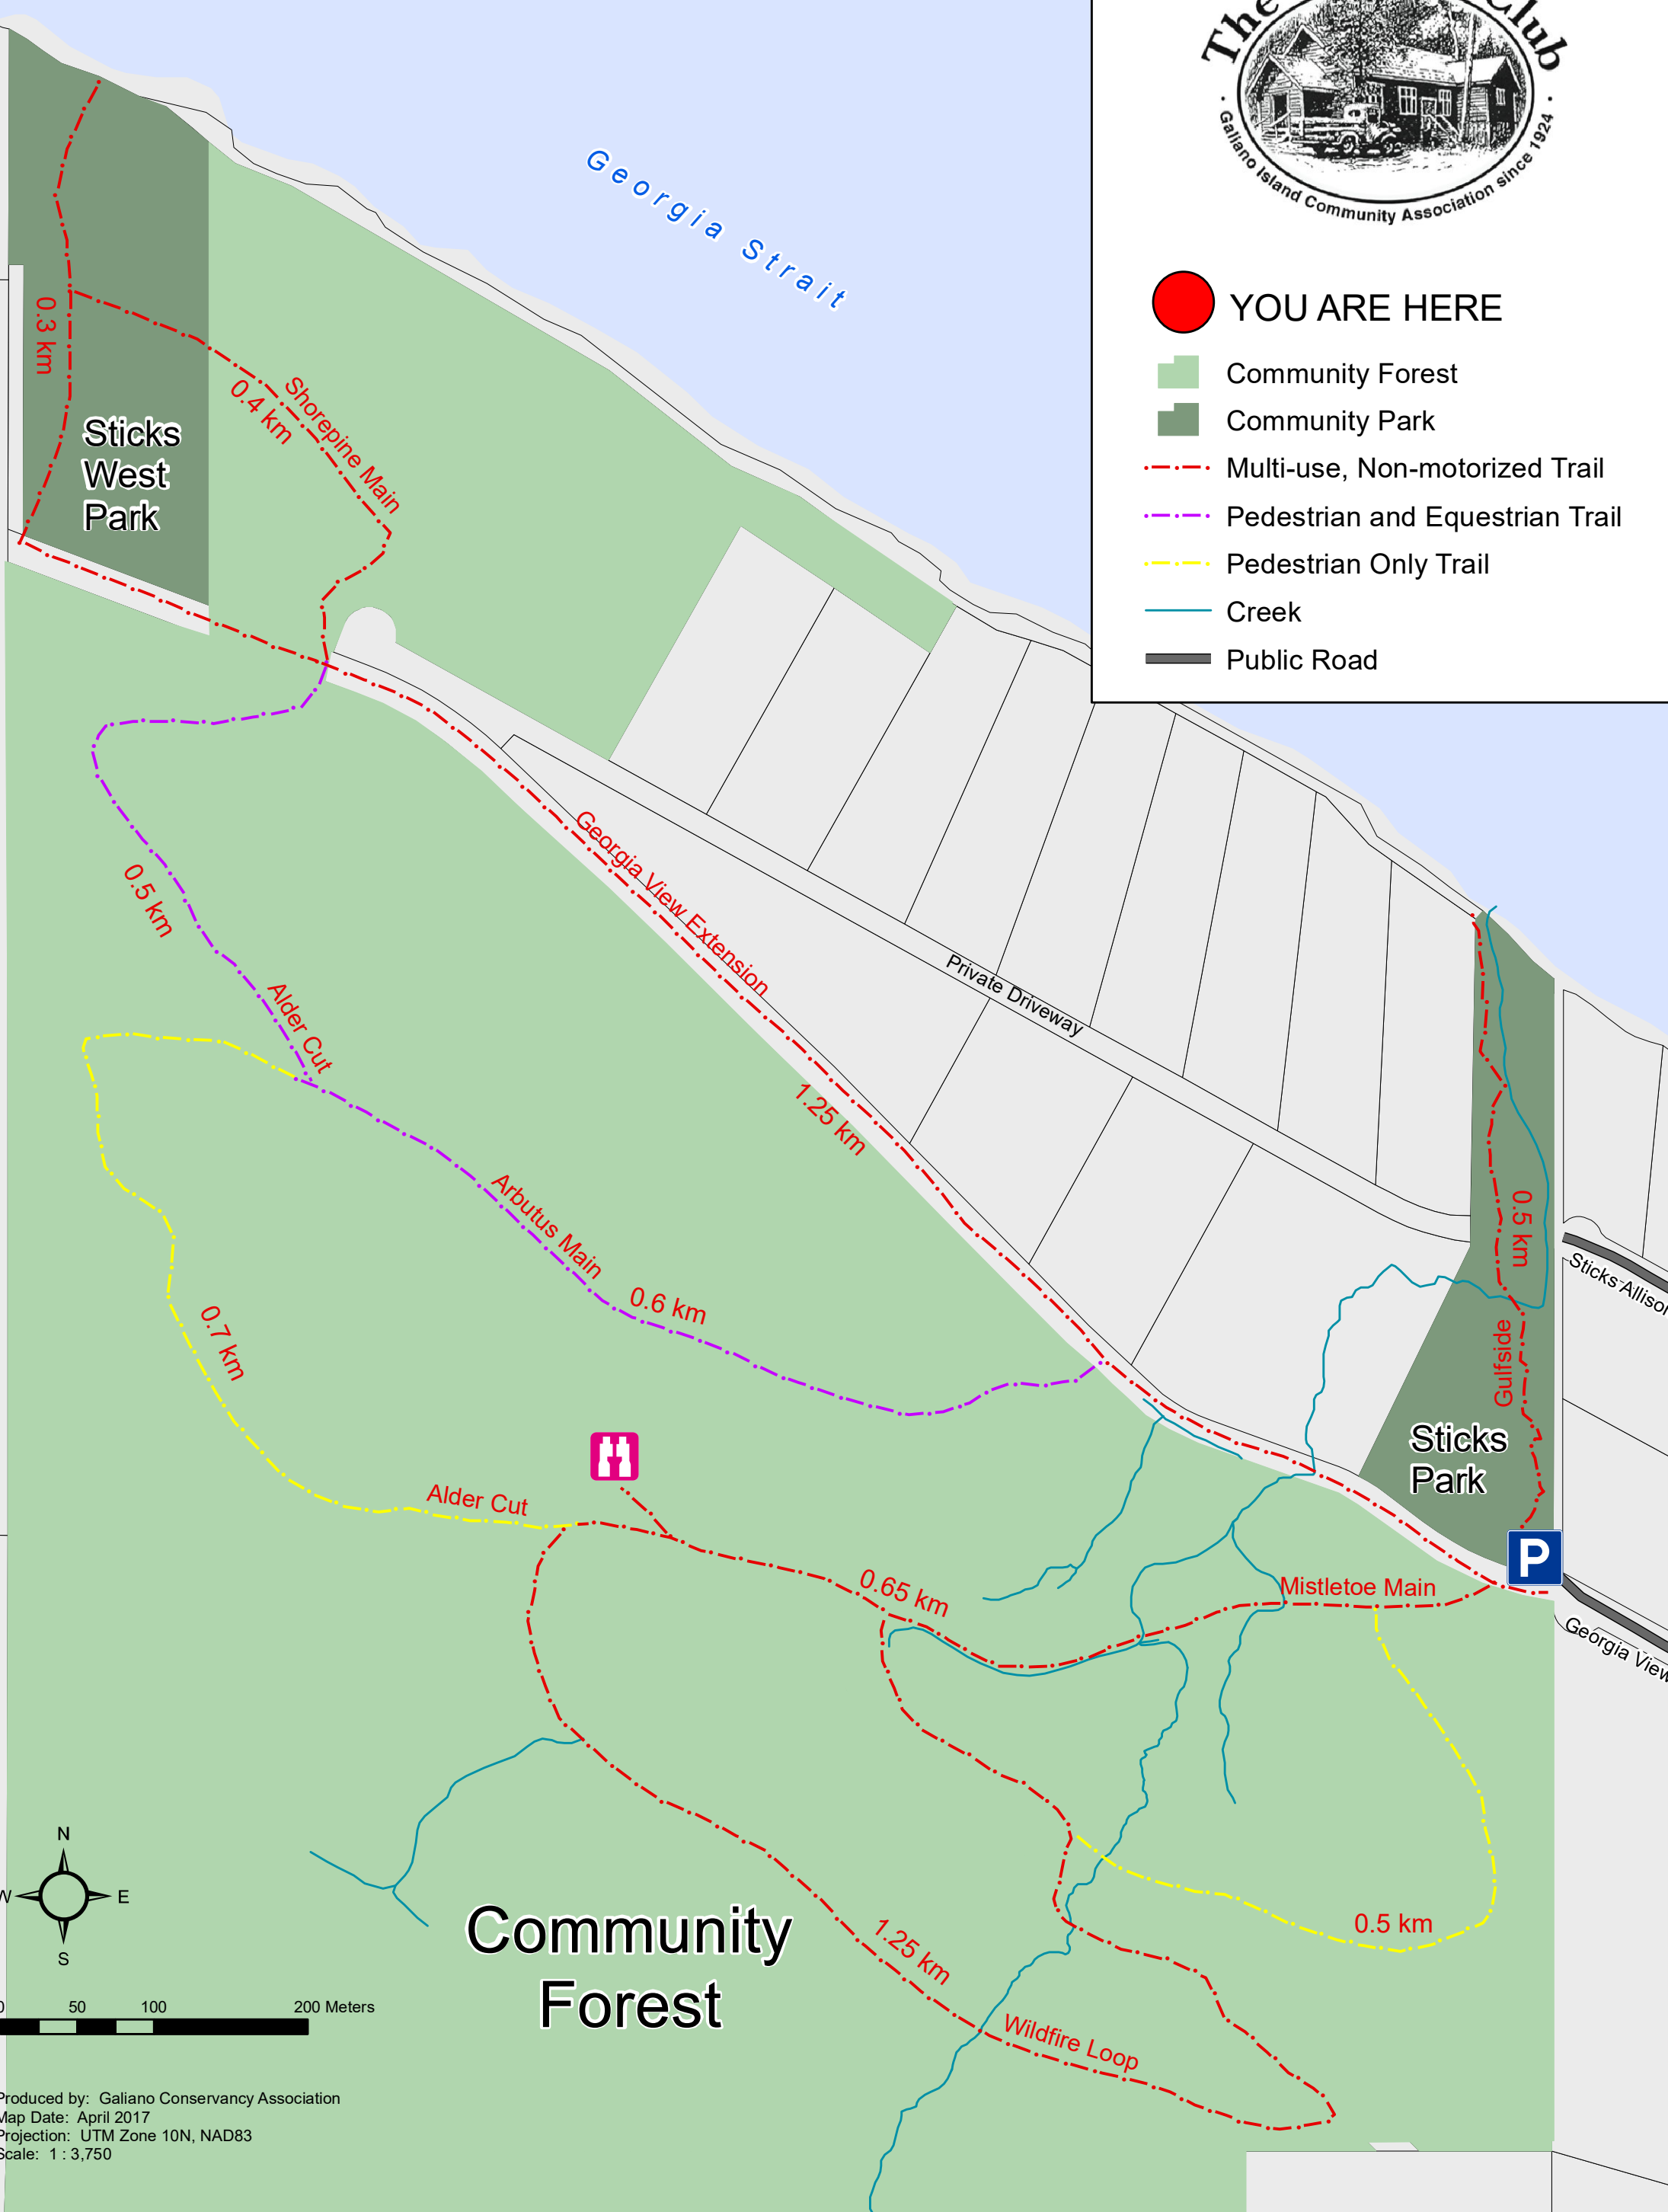 The
Club
· Galiano Island Community Association since 1924 ·
Georgia Strait
YOU ARE HERE
Community Forest
Community Park
Multi-use, Non-motorized Trail
Pedestrian and Equestrian Trail
Pedestrian Only Trail
Creek
Public Road
0.3 km
0.4 km
Shorepine Main
Sticks
West
Park
0.5 km
Alder Cut
Georgia View Extension
1.25 km
Private Driveway
Arbutus Main
0.6 km
0.7 km
Alder Cut
0.5 km
Gulfside
Sticks Allison
Sticks
Park
P
Georgia View
Mistletoe Main
0.65 km
0.5 km
1.25 km
Wildfire Loop
Community
Forest
N
W
E
S
0 50 100 200 Meters
Produced by: Galiano Conservancy Association
Map Date: April 2017
Projection: UTM Zone 10N, NAD83
Scale: 1 : 3,750